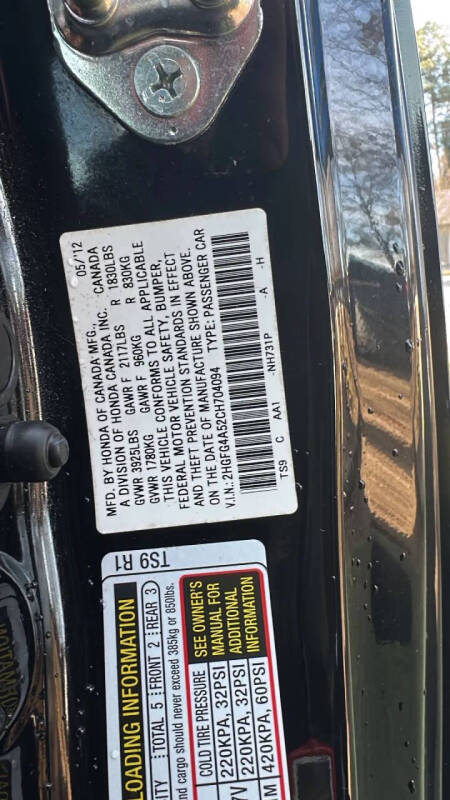 MFD. BY HONDA OF CANADA MFG., 05/12
A DIVISION OF HONDA CANADA INC. CANADA
GVWR 3925LBS GAWR F 2117LBS R 1830LBS
GVWR 1780KG GAWR F 960KG R 830KG
THIS VEHICLE CONFORMS TO ALL APPLICABLE
FEDERAL MOTOR VEHICLE SAFETY, BUMPER,
AND THEFT PREVENTION STANDARDS IN EFFECT
ON THE DATE OF MANUFACTURE SHOWN ABOVE.
V.I.N.: 2HGFG4A52CH704094 TYPE: PASSENGER CAR
TS9 C AA1 -NH731P -A -H
TS9 R1
LOADING INFORMATION
TOTAL 5 FRONT 2 REAR 3
nd cargo should never exceed 385kg or 850lbs.
COLD TIRE PRESSURE
220KPA, 32PSI
220KPA, 32PSI
420KPA, 60PSI
SEE OWNER'S
MANUAL FOR
ADDITIONAL
INFORMATION